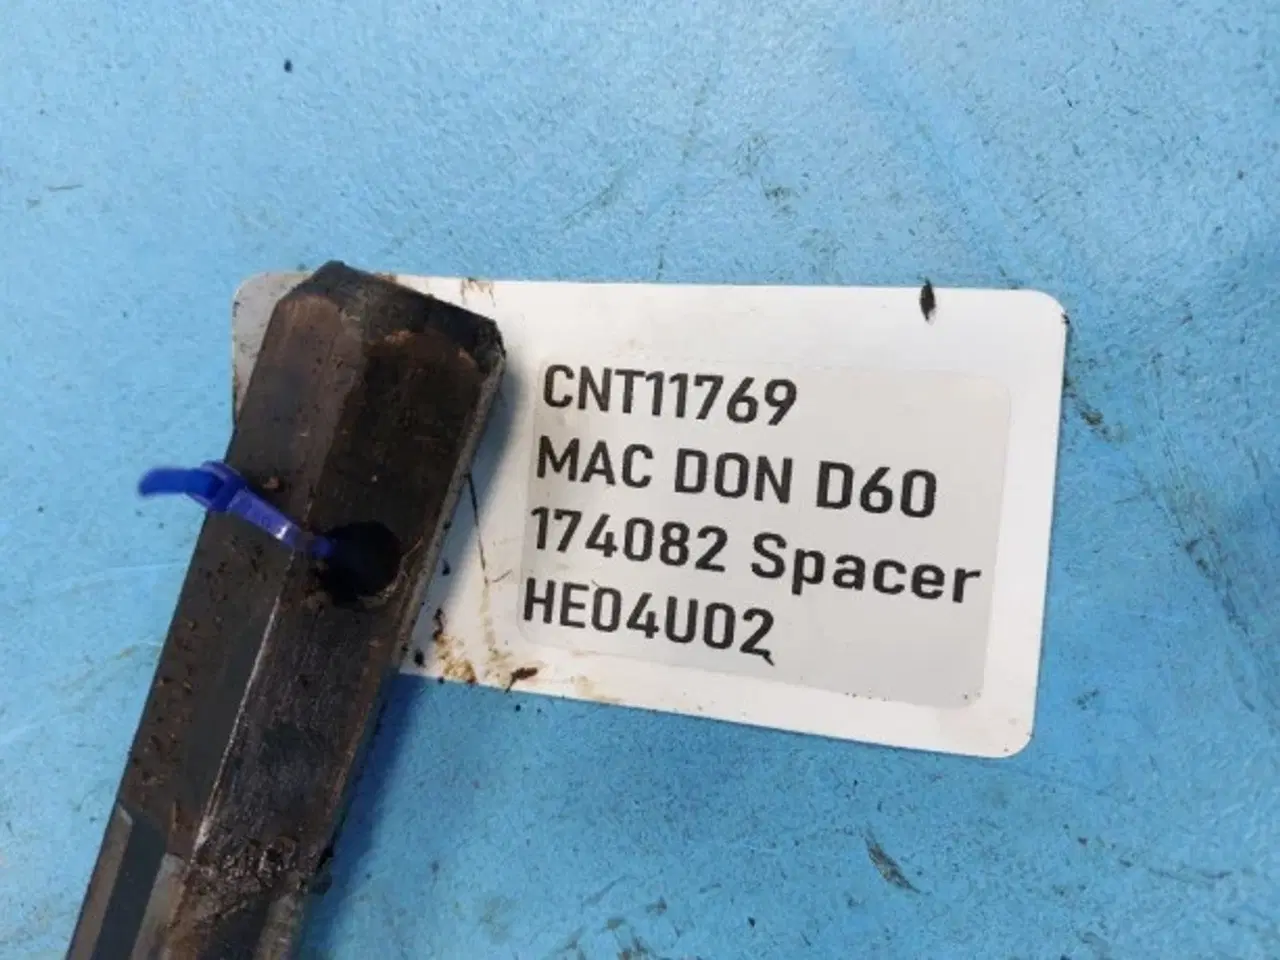 CNT11769
MAC DON D60
174082 Spacer
HE04U02